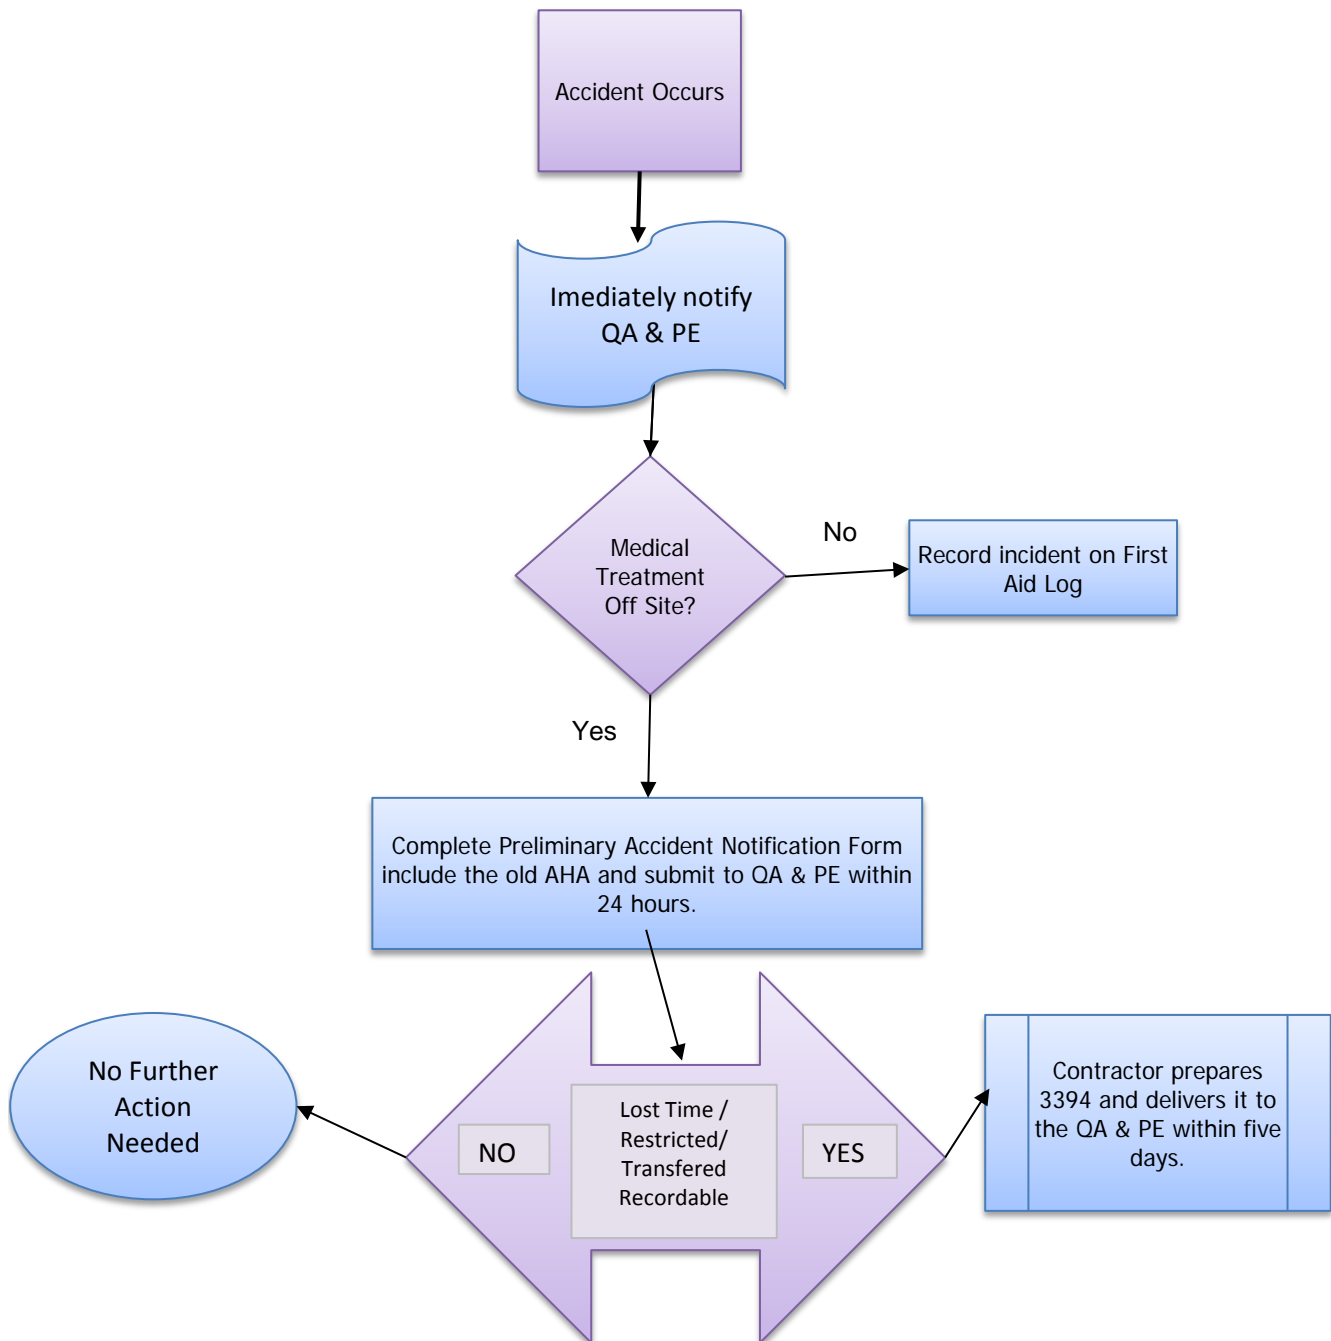 Accident Occurs
Imediately notify
QA & PE
Medical
Treatment
Off Site?
No
Record incident on First
Aid Log
Yes
Complete Preliminary Accident Notification Form
include the old AHA and submit to QA & PE within
24 hours.
No Further
Action
Needed
NO
Lost Time /
Restricted/
Transfered
Recordable
YES
Contractor prepares
3394 and delivers it to
the QA & PE within five
days.